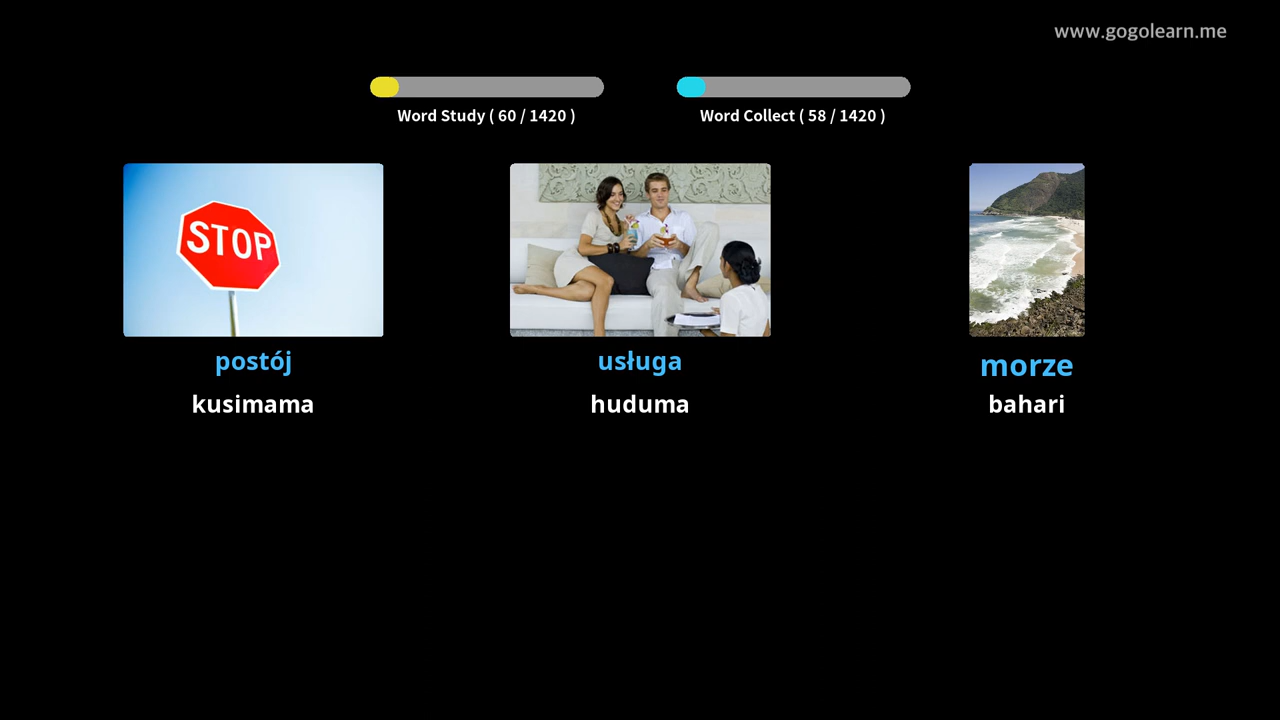 www.gogolearn.me
Word Study ( 60 / 1420 )
Word Collect ( 58 / 1420 )
STOP
postój
usługa
morze
kusimama
huduma
bahari